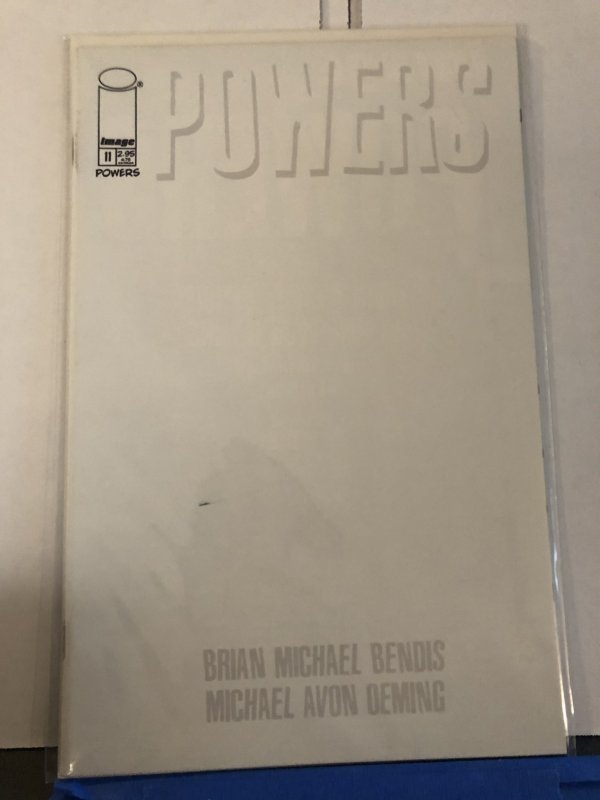 POWERS
Image
11 2.95
POWERS
BRIAN MICHAEL BENDIS
MICHAEL AVON OEMING